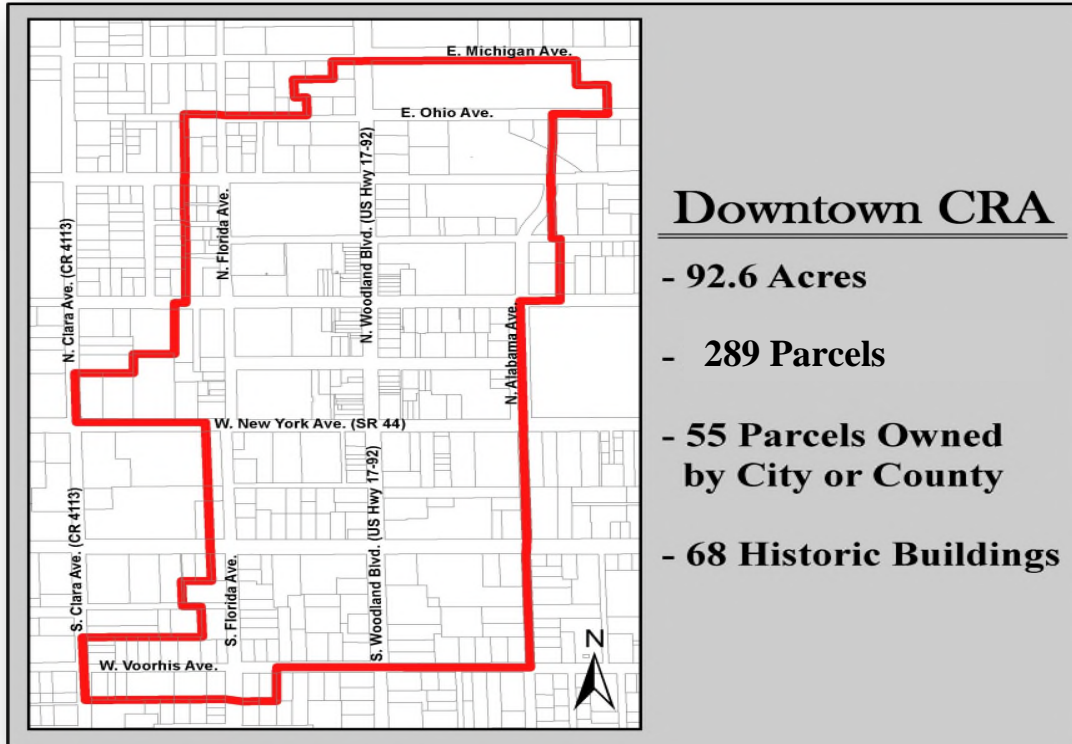 E. Michigan Ave.
E. Ohio Ave.
N. Woodland Blvd. (US Hwy 17-92)
N. Florida Ave.
N. Clara Ave. (CR 4113)
N. Alabama Ave.
W. New York Ave. (SR 44)
S. Woodland Blvd. (US Hwy 17-92)
S. Clara Ave. (CR 4113)
S. Florida Ave.
W. Voorhis Ave.
N
Downtown CRA
- 92.6 Acres
- 289 Parcels
- 55 Parcels Owned
by City or County
- 68 Historic Buildings